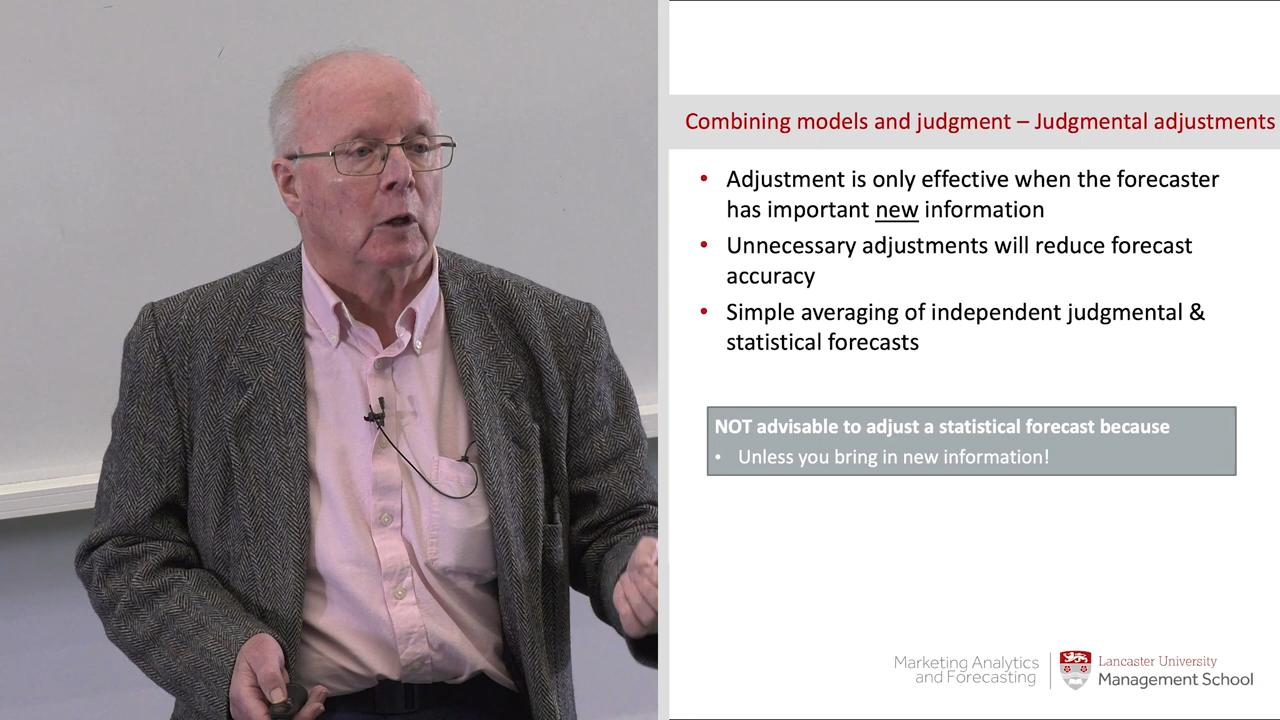 Combining models and judgment – Judgmental adjustments
• Adjustment is only effective when the forecaster
has important new information
• Unnecessary adjustments will reduce forecast
accuracy
• Simple averaging of independent judgmental &
statistical forecasts
NOT advisable to adjust a statistical forecast because
• Unless you bring in new information!
Marketing Analytics
and Forecasting
Lancaster University
Management School